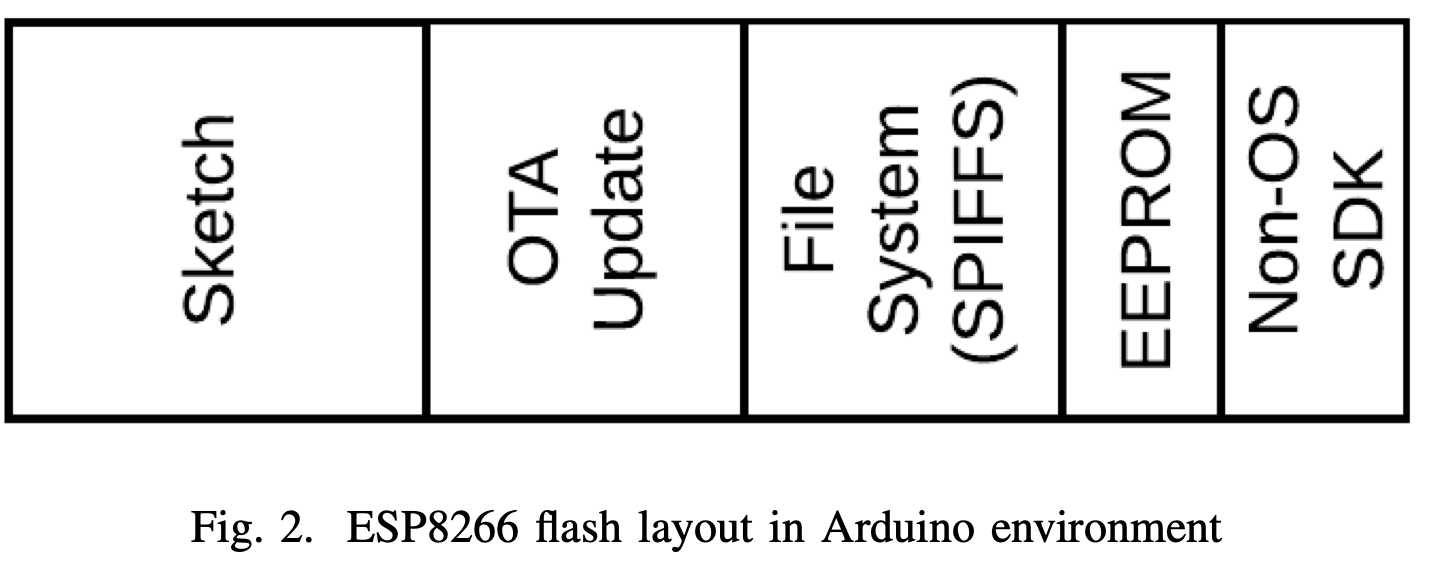 Sketch
OTA
Update
File
System
(SPIFFS)
EEPROM
Non-OS
SDK
Fig. 2. ESP8266 flash layout in Arduino environment